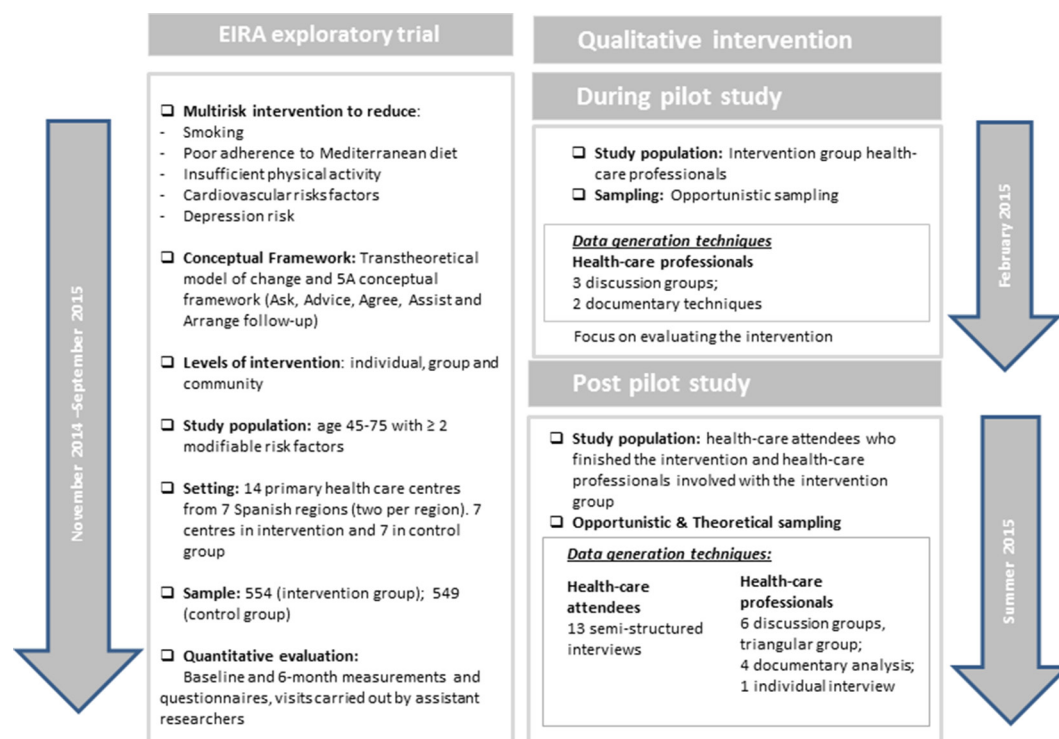 EIRA exploratory trial
November 2014 –September 2015
❑ Multirisk intervention to reduce:
- Smoking
- Poor adherence to Mediterranean diet
- Insufficient physical activity
- Cardiovascular risks factors
- Depression risk
❑ Conceptual Framework: Transtheoretical
model of change and 5A conceptual
framework (Ask, Advice, Agree, Assist and
Arrange follow-up)
❑ Levels of intervention: individual, group and
community
❑ Study population: age 45-75 with ≥ 2
modifiable risk factors
❑ Setting: 14 primary health care centres
from 7 Spanish regions (two per region). 7
centres in intervention and 7 in control
group
❑ Sample: 554 (intervention group); 549
(control group)
❑ Quantitative evaluation:
Baseline and 6-month measurements and
questionnaires, visits carried out by assistant
researchers
Qualitative intervention
During pilot study
❑ Study population: Intervention group health-
care professionals
❑ Sampling: Opportunistic sampling
Data generation techniques
Health-care professionals
3 discussion groups;
2 documentary techniques
Focus on evaluating the intervention
February 2015
Post pilot study
❑ Study population: health-care attendees who
finished the intervention and health-care
professionals involved with the intervention
group
❑ Opportunistic & Theoretical sampling
Data generation techniques:
Health-care
attendees
13 semi-structured
interviews
Health-care
professionals
6 discussion groups,
triangular group;
4 documentary analysis;
1 individual interview
Summer 2015